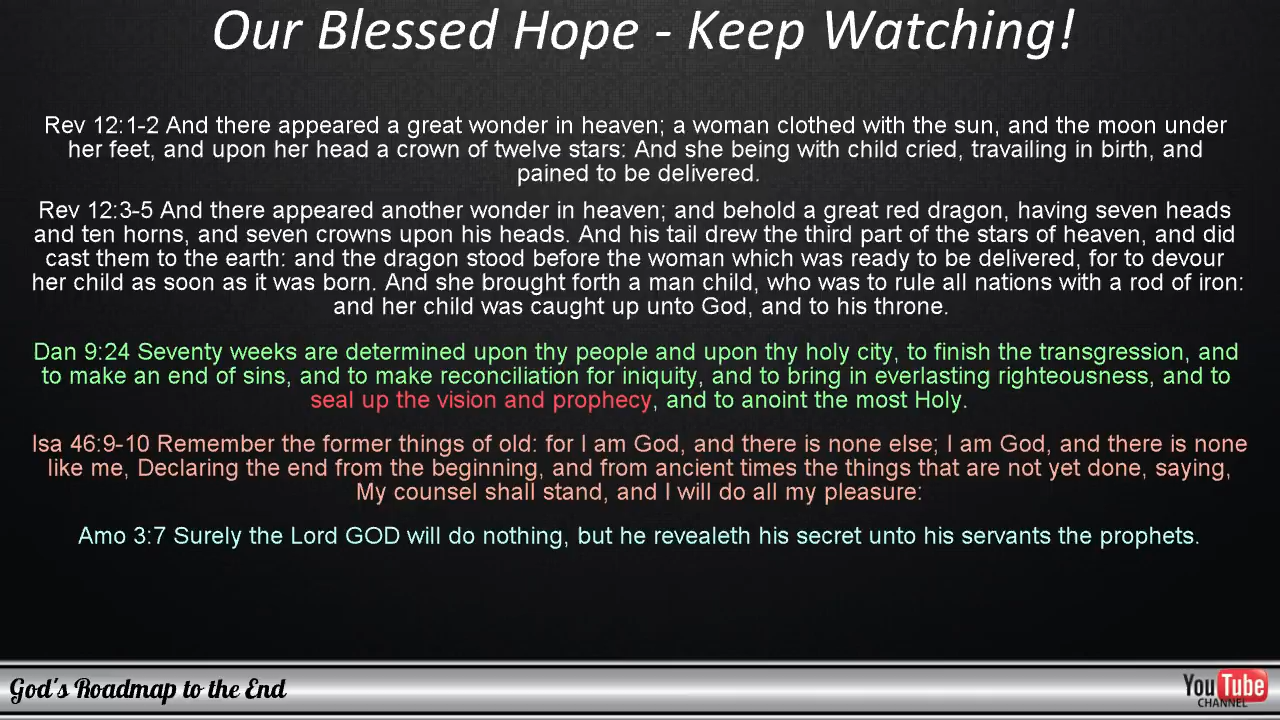 Our Blessed Hope - Keep Watching!
Rev 12:1-2 And there appeared a great wonder in heaven; a woman clothed with the sun, and the moon under
her feet, and upon her head a crown of twelve stars: And she being with child cried, travailing in birth, and
pained to be delivered.
Rev 12:3-5 And there appeared another wonder in heaven; and behold a great red dragon, having seven heads
and ten horns, and seven crowns upon his heads. And his tail drew the third part of the stars of heaven, and did
cast them to the earth: and the dragon stood before the woman which was ready to be delivered, for to devour
her child as soon as it was born. And she brought forth a man child, who was to rule all nations with a rod of iron:
and her child was caught up unto God, and to his throne.
Dan 9:24 Seventy weeks are determined upon thy people and upon thy holy city, to finish the transgression, and
to make an end of sins, and to make reconciliation for iniquity, and to bring in everlasting righteousness, and to
seal up the vision and prophecy, and to anoint the most Holy.
Isa 46:9-10 Remember the former things of old: for I am God, and there is none else; I am God, and there is none
like me, Declaring the end from the beginning, and from ancient times the things that are not yet done, saying,
My counsel shall stand, and I will do all my pleasure:
Amo 3:7 Surely the Lord GOD will do nothing, but he revealeth his secret unto his servants the prophets.
God's Roadmap to the End
YouTube
CHANNEL